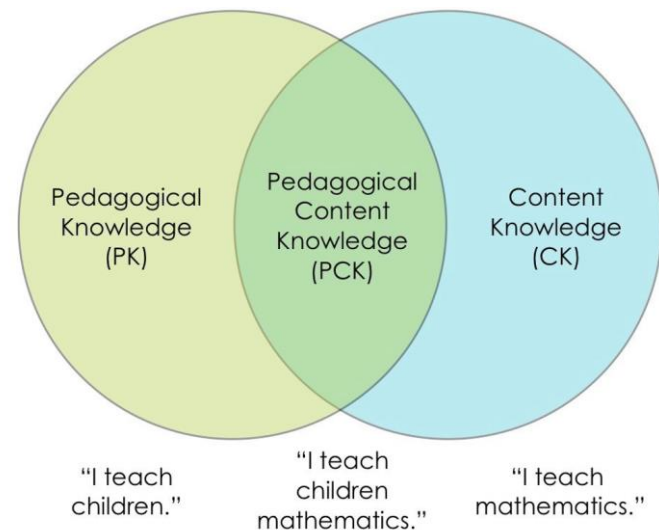 Pedagogical
Knowledge
(PK)
Pedagogical
Content
Knowledge
(PCK)
Content
Knowledge
(CK)
“I teach
children.”
“I teach
children
mathematics.”
“I teach
mathematics.”